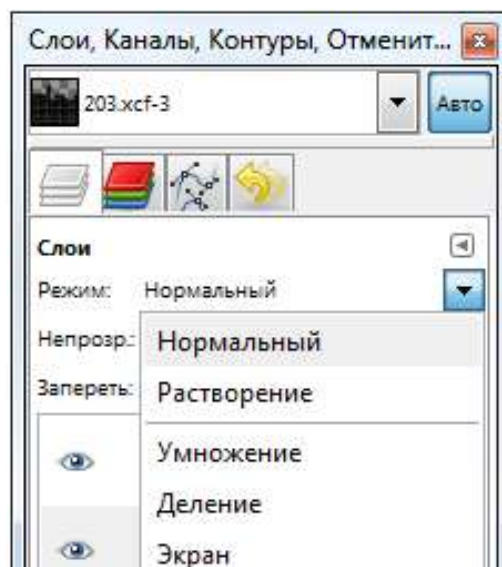 Слои, Каналы, Контуры, Отменит...
203.xcf-3 Авто
Слои
Режим: Нормальный
Непрозр.: Нормальный
Запереть: Растворение
Умножение
Деление
Экран